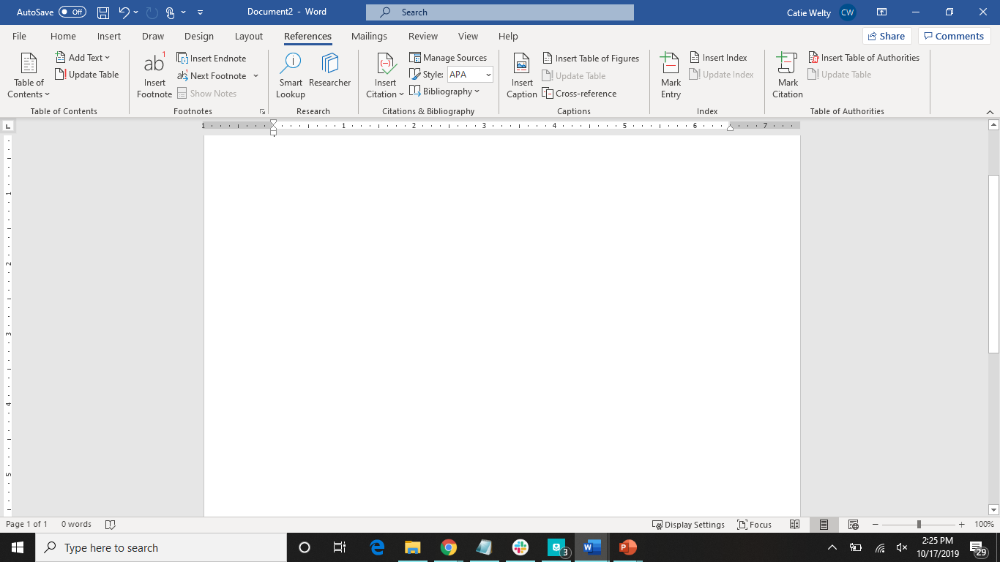 AutoSave Off Document2 - Word Search Catie Welty CW
File Home Insert Draw Design Layout References Mailings Review View Help Share Comments
Table of Contents
Add Text
Update Table
Table of Contents
ab1
Insert Footnote
Insert Endnote
ab1 Next Footnote
Show Notes
Footnotes
Smart Lookup
Researcher
Research
Insert Citation
Manage Sources
Style: APA
Bibliography
Citations & Bibliography
Insert Caption
Insert Table of Figures
Update Table
Cross-reference
Captions
Mark Entry
Insert Index
Update Index
Index
Mark Citation
Insert Table of Authorities
Update Table
Table of Authorities
L
1 1 2 3 4 5 6 7
1
2
3
4
5
Page 1 of 1 0 words Display Settings Focus 100%
Type here to search 3 W P 2:25 PM
10/17/2019 29